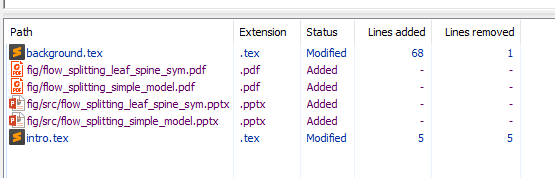 Path Extension Status Lines added Lines removed
background.tex .tex Modified 68 1
fig/flow_splitting_leaf_spine_sym.pdf .pdf Added - -
fig/flow_splitting_simple_model.pdf .pdf Added - -
fig/src/flow_splitting_leaf_spine_sym.pptx .pptx Added - -
fig/src/flow_splitting_simple_model.pptx .pptx Added - -
intro.tex .tex Modified 5 5